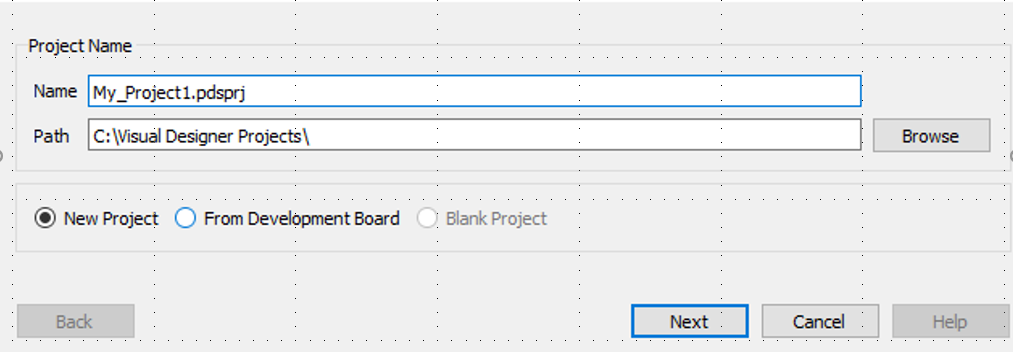 Project Name
Name My_Project1.pdsprj
Path C:\Visual Designer Projects\ Browse
New Project From Development Board Blank Project
Back Next Cancel Help